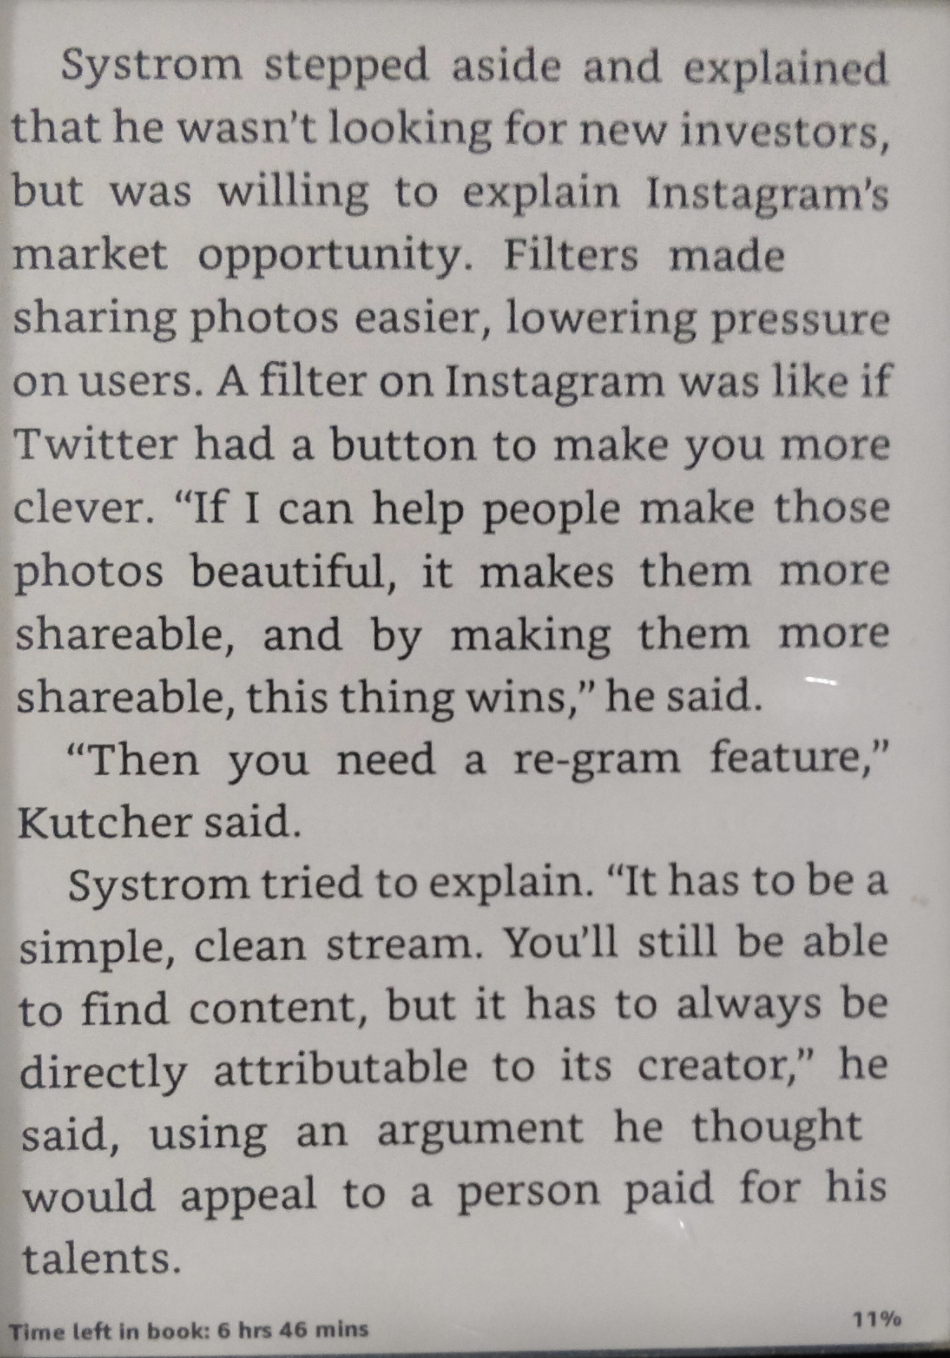 Systrom stepped aside and explained
that he wasn't looking for new investors,
but was willing to explain Instagram's
market opportunity. Filters made
sharing photos easier, lowering pressure
on users. A filter on Instagram was like if
Twitter had a button to make you more
clever. “If I can help people make those
photos beautiful, it makes them more
shareable, and by making them more
shareable, this thing wins,” he said.
“Then you need a re-gram feature,”
Kutcher said.
Systrom tried to explain. “It has to be a
simple, clean stream. You’ll still be able
to find content, but it has to always be
directly attributable to its creator,” he
said, using an argument he thought
would appeal to a person paid for his
talents.
Time left in book: 6 hrs 46 mins 11%